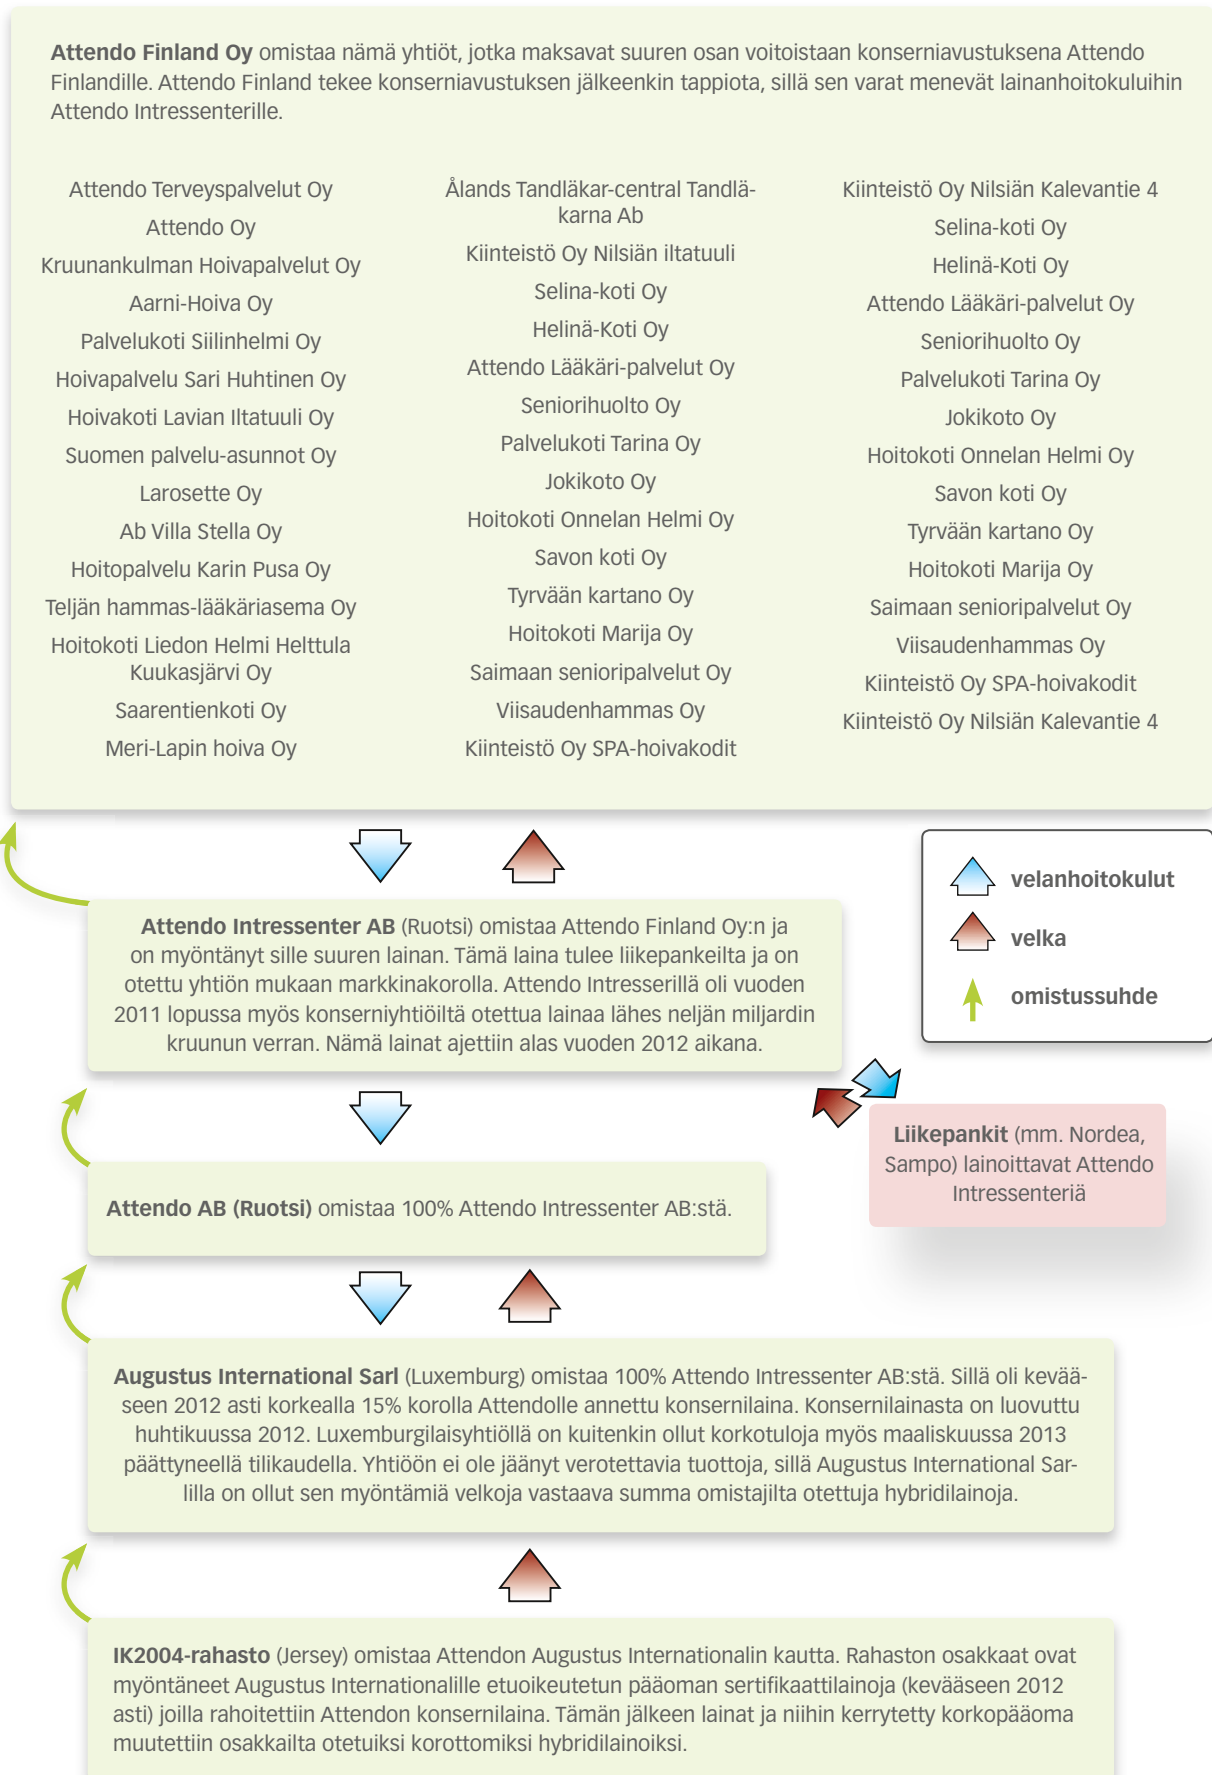 Attendo Finland Oy omistaa nämä yhtiöt, jotka maksavat suuren osan voitoistaan konserniavustuksena Attendo
Finlandille. Attendo Finland tekee konserniavustuksen jälkeenkin tappiota, sillä sen varat menevät lainanhoitokuluihin
Attendo Intressenterille.
Attendo Terveyspalvelut Oy
Attendo Oy
Kruunankulman Hoivapalvelut Oy
Aarni-Hoiva Oy
Palvelukoti Siilinhelmi Oy
Hoivapalvelu Sari Huhtinen Oy
Hoivakoti Lavian Iltatuuli Oy
Suomen palvelu-asunnot Oy
Larosette Oy
Ab Villa Stella Oy
Hoitopalvelu Karin Pusa Oy
Teljän hammas-lääkäriasema Oy
Hoitokoti Liedon Helmi Helttula
Kuukasjärvi Oy
Saarentienkoti Oy
Meri-Lapin hoiva Oy
Ålands Tandläkar-central Tandlä-
karna Ab
Kiinteistö Oy Nilsiän iltatuuli
Selina-koti Oy
Helinä-Koti Oy
Attendo Lääkäri-palvelut Oy
Seniorihuolto Oy
Palvelukoti Tarina Oy
Jokikoto Oy
Hoitokoti Onnelan Helmi Oy
Savon koti Oy
Tyrvään kartano Oy
Hoitokoti Marija Oy
Saimaan senioripalvelut Oy
Viisaudenhammas Oy
Kiinteistö Oy SPA-hoivakodit
Kiinteistö Oy Nilsiän Kalevantie 4
Selina-koti Oy
Helinä-Koti Oy
Attendo Lääkäri-palvelut Oy
Seniorihuolto Oy
Palvelukoti Tarina Oy
Jokikoto Oy
Hoitokoti Onnelan Helmi Oy
Savon koti Oy
Tyrvään kartano Oy
Hoitokoti Marija Oy
Saimaan senioripalvelut Oy
Viisaudenhammas Oy
Kiinteistö Oy SPA-hoivakodit
Kiinteistö Oy Nilsiän Kalevantie 4
velanhoitokulut
velka
omistussuhde
Attendo Intressenter AB (Ruotsi) omistaa Attendo Finland Oy:n ja
on myöntänyt sille suuren lainan. Tämä laina tulee liikepankeilta ja on
otettu yhtiön mukaan markkinakorolla. Attendo Intresserillä oli vuoden
2011 lopussa myös konserniyhtiöiltä otettua lainaa lähes neljän miljardin
kruunun verran. Nämä lainat ajettiin alas vuoden 2012 aikana.
Liikepankit (mm. Nordea,
Sampo) lainoittavat Attendo
Intressenteriä
Attendo AB (Ruotsi) omistaa 100% Attendo Intressenter AB:stä.
Augustus International Sarl (Luxemburg) omistaa 100% Attendo Intressenter AB:stä. Sillä oli kevää-
seen 2012 asti korkealla 15% korolla Attendolle annettu konsernilaina. Konsernilainasta on luovuttu
huhtikuussa 2012. Luxemburgilaisyhtiöllä on kuitenkin ollut korkotuloja myös maaliskuussa 2013
päättyneellä tilikaudella. Yhtiöön ei ole jäänyt verotettavia tuottoja, sillä Augustus International Sar-
lilla on ollut sen myöntämiä velkoja vastaava summa omistajilta otettuja hybridilainoja.
IK2004-rahasto (Jersey) omistaa Attendon Augustus Internationalin kautta. Rahaston osakkaat ovat
myöntäneet Augustus Internationalille etuoikeutetun pääoman sertifikaattilainoja (kevääseen 2012
asti) joilla rahoitettiin Attendon konsernilaina. Tämän jälkeen lainat ja niihin kerrytetty korkopääoma
muutettiin osakkailta otetuiksi korottomiksi hybridilainoiksi.